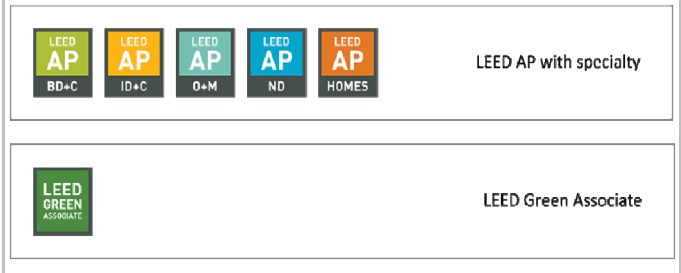 LEED
AP
BD+C
LEED
AP
ID+C
LEED
AP
O+M
LEED
AP
ND
LEED
AP
HOMES
LEED AP with specialty
LEED
GREEN
ASSOCIATE
LEED Green Associate